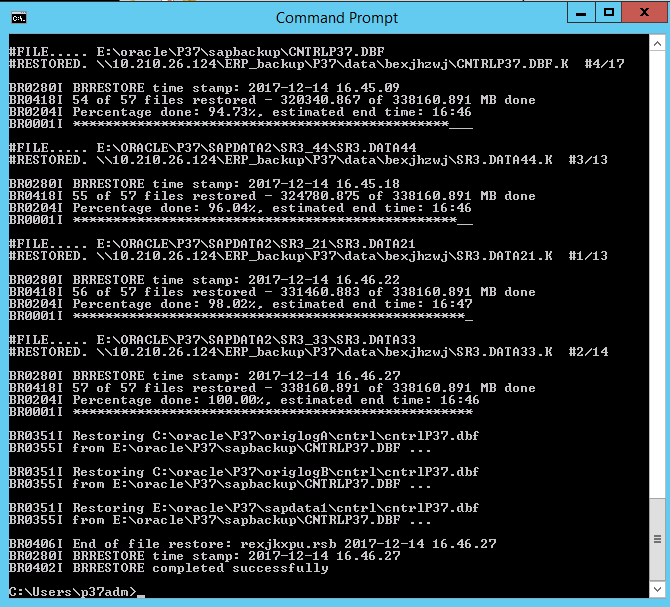 Command Prompt
#FILE..... E:\oracle\P37\sapbackup\CNTRLP37.DBF
#RESTORED. \\10.210.26.124\ERP_backup\P37\data\bexjhzwj\CNTRLP37.DBF.K  #4/17
BR0280I BRRESTORE time stamp: 2017-12-14 16.45.09
BR0418I 54 of 57 files restored - 320340.867 of 338160.891 MB done
BR0204I Percentage done: 94.73%, estimated end time: 16:46
BR0001I ***********************************************___
#FILE..... E:\ORACLE\P37\SAPDATA2\SR3_44\SR3.DATA44
#RESTORED. \\10.210.26.124\ERP_backup\P37\data\bexjhzwj\SR3.DATA44.K  #3/13
BR0280I BRRESTORE time stamp: 2017-12-14 16.45.18
BR0418I 55 of 57 files restored - 324780.875 of 338160.891 MB done
BR0204I Percentage done: 96.04%, estimated end time: 16:46
BR0001I ************************************************__
#FILE..... E:\ORACLE\P37\SAPDATA2\SR3_21\SR3.DATA21
#RESTORED. \\10.210.26.124\ERP_backup\P37\data\bexjhzwj\SR3.DATA21.K  #1/13
BR0280I BRRESTORE time stamp: 2017-12-14 16.46.22
BR0418I 56 of 57 files restored - 331460.883 of 338160.891 MB done
BR0204I Percentage done: 98.02%, estimated end time: 16:47
BR0001I *************************************************_
#FILE..... E:\ORACLE\P37\SAPDATA2\SR3_33\SR3.DATA33
#RESTORED. \\10.210.26.124\ERP_backup\P37\data\bexjhzwj\SR3.DATA33.K  #2/14
BR0280I BRRESTORE time stamp: 2017-12-14 16.46.27
BR0418I 57 of 57 files restored - 338160.891 of 338160.891 MB done
BR0204I Percentage done: 100.00%, estimated end time: 16:46
BR0001I **************************************************
BR0351I Restoring C:\oracle\P37\origlogA\cntrl\cntrlP37.dbf
BR0355I from E:\oracle\P37\sapbackup\CNTRLP37.DBF ...
BR0351I Restoring C:\oracle\P37\origlogB\cntrl\cntrlP37.dbf
BR0355I from E:\oracle\P37\sapbackup\CNTRLP37.DBF ...
BR0351I Restoring E:\oracle\P37\sapdata1\cntrl\cntrlP37.dbf
BR0355I from E:\oracle\P37\sapbackup\CNTRLP37.DBF ...
BR0406I End of file restore: rexjkxpu.rsb 2017-12-14 16.46.27
BR0280I BRRESTORE time stamp: 2017-12-14 16.46.27
BR0402I BRRESTORE completed successfully
C:\Users\p37adm>_